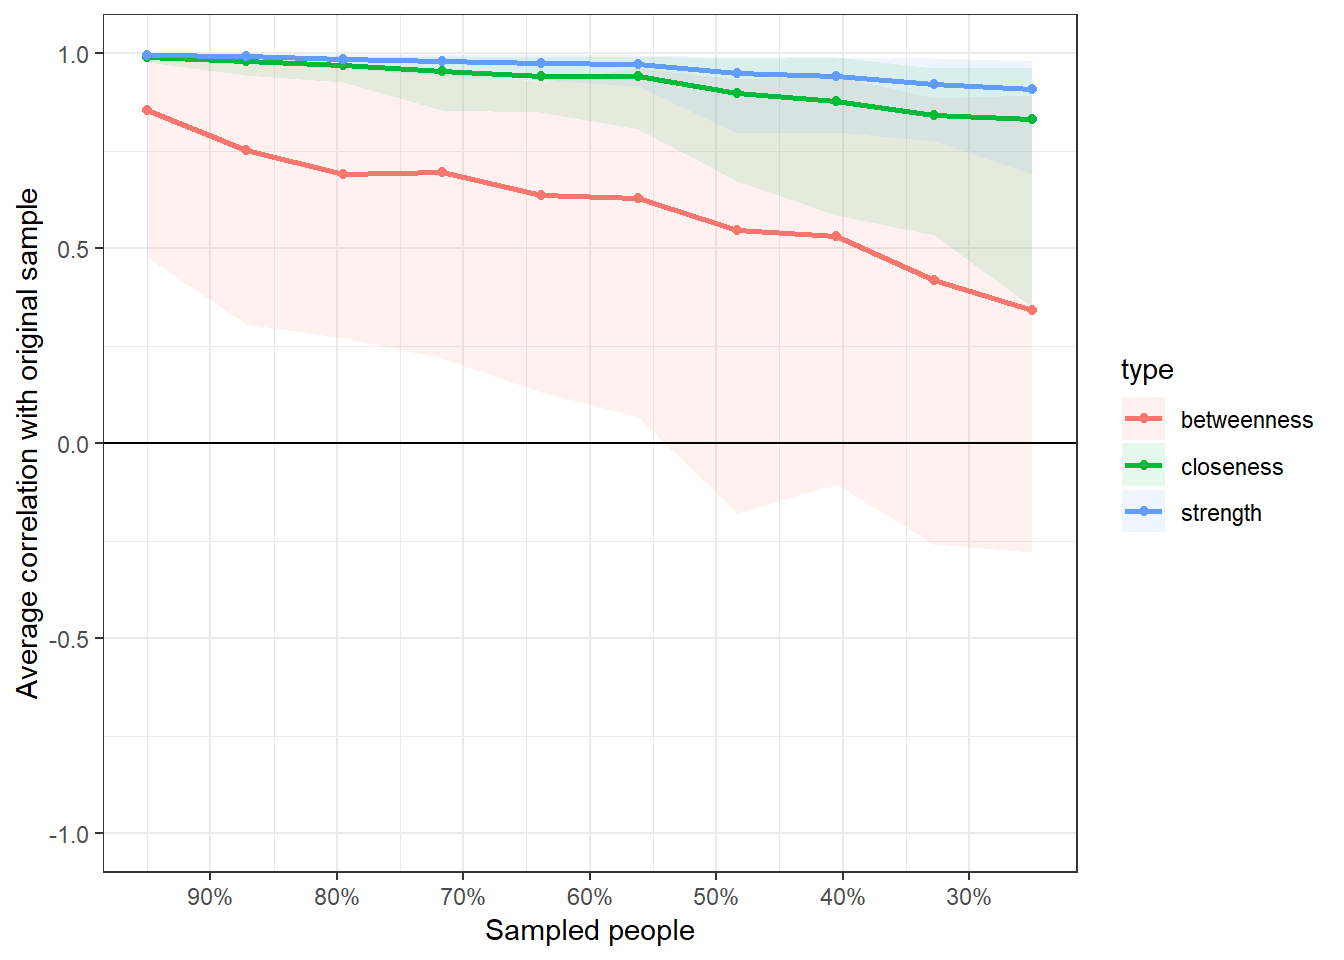 1.0
0.5
0.0
-0.5
-1.0
Average correlation with original sample
90% 80% 70% 60% 50% 40% 30%
Sampled people
type
betweenness
closeness
strength